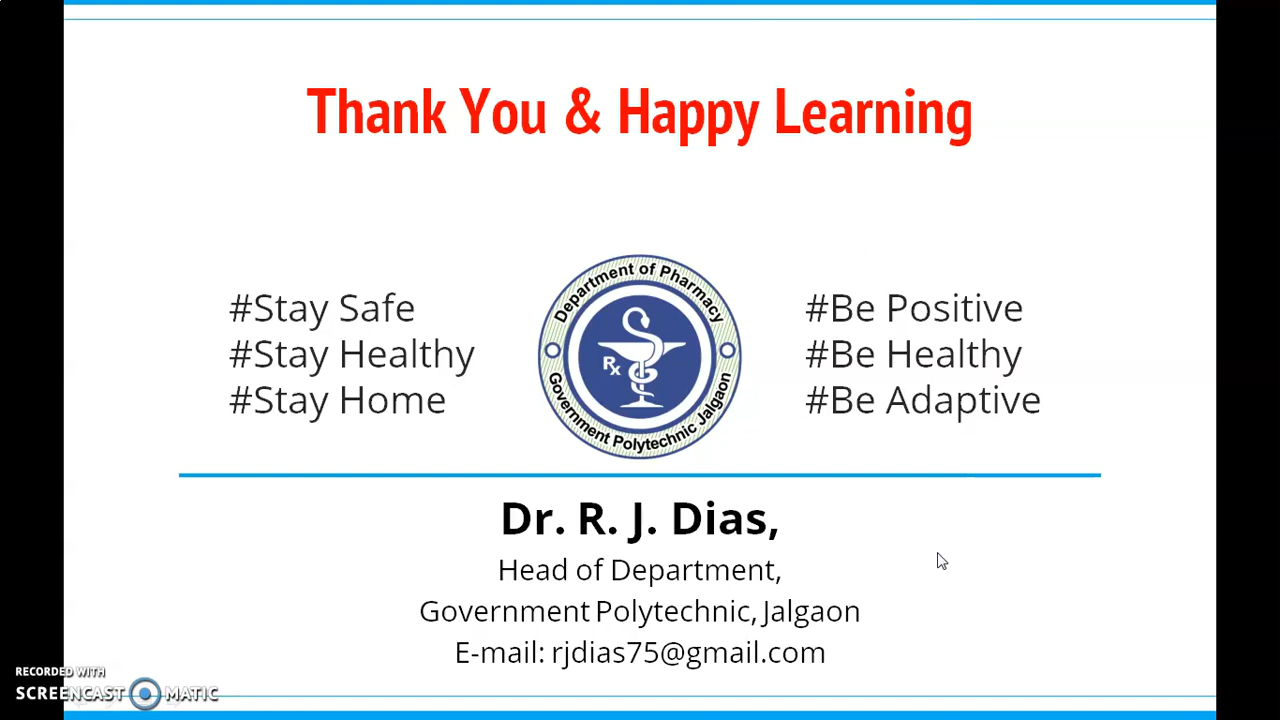 Thank You & Happy Learning
#Stay Safe
#Stay Healthy
#Stay Home
Department of Pharmacy
Rx
Government Polytechnic Jalgaon
#Be Positive
#Be Healthy
#Be Adaptive
Dr. R. J. Dias,
Head of Department,
Government Polytechnic, Jalgaon
E-mail: rjdias75@gmail.com
RECORDED WITH
SCREENCAST MATIC